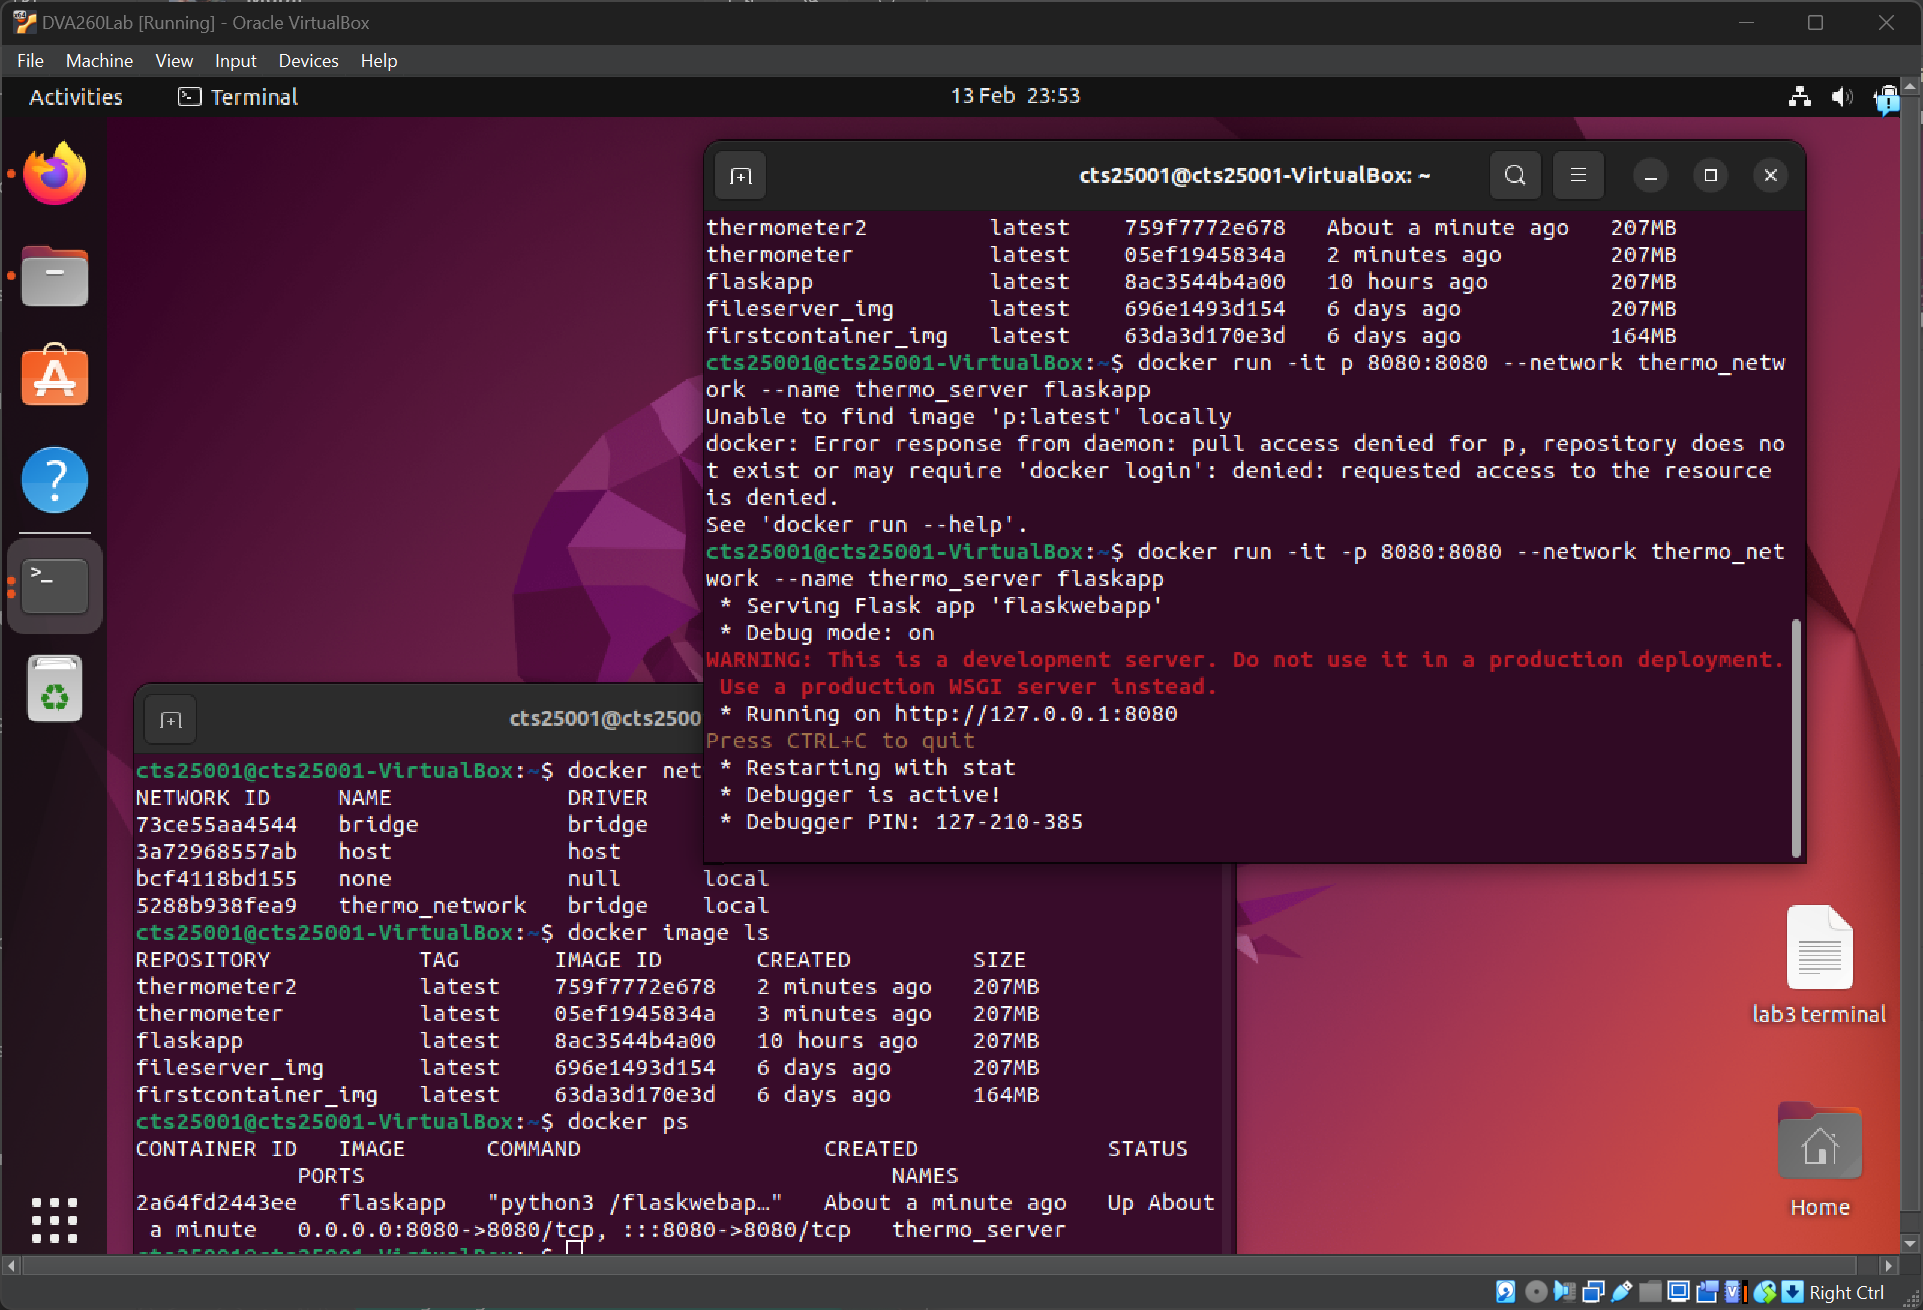 DVA260Lab [Running] - Oracle VirtualBox
File Machine View Input Devices Help
Activities Terminal 13 Feb 23:53
cts25001@cts25001-VirtualBox: ~
thermometer2 latest 759f7772e678 About a minute ago 207MB
thermometer latest 05ef1945834a 2 minutes ago 207MB
flaskapp latest 8ac3544b4a00 10 hours ago 207MB
fileserver_img latest 696e1493d154 6 days ago 207MB
firstcontainer_img latest 63da3d170e3d 6 days ago 164MB
cts25001@cts25001-VirtualBox:~$ docker run -it p 8080:8080 --network thermo_netw
ork --name thermo_server flaskapp
Unable to find image 'p:latest' locally
docker: Error response from daemon: pull access denied for p, repository does no
t exist or may require 'docker login': denied: requested access to the resource
is denied.
See 'docker run --help'.
cts25001@cts25001-VirtualBox:~$ docker run -it -p 8080:8080 --network thermo_net
work --name thermo_server flaskapp
* Serving Flask app 'flaskwebapp'
* Debug mode: on
WARNING: This is a development server. Do not use it in a production deployment.
Use a production WSGI server instead.
* Running on http://127.0.0.1:8080
Press CTRL+C to quit
* Restarting with stat
* Debugger is active!
* Debugger PIN: 127-210-385
cts25001@cts2500
cts25001@cts25001-VirtualBox:~$ docker net
NETWORK ID NAME DRIVER
73ce55aa4544 bridge bridge
3a72968557ab host host
bcf4118bd155 none null local
5288b938fea9 thermo_network bridge local
cts25001@cts25001-VirtualBox:~$ docker image ls
REPOSITORY TAG IMAGE ID CREATED SIZE
thermometer2 latest 759f7772e678 2 minutes ago 207MB
thermometer latest 05ef1945834a 3 minutes ago 207MB
flaskapp latest 8ac3544b4a00 10 hours ago 207MB
fileserver_img latest 696e1493d154 6 days ago 207MB
firstcontainer_img latest 63da3d170e3d 6 days ago 164MB
cts25001@cts25001-VirtualBox:~$ docker ps
CONTAINER ID IMAGE COMMAND CREATED STATUS
PORTS NAMES
2a64fd2443ee flaskapp "python3 /flaskwebap…" About a minute ago Up About
a minute 0.0.0.0:8080->8080/tcp, :::8080->8080/tcp thermo_server
lab3 terminal
Home
Right Ctrl